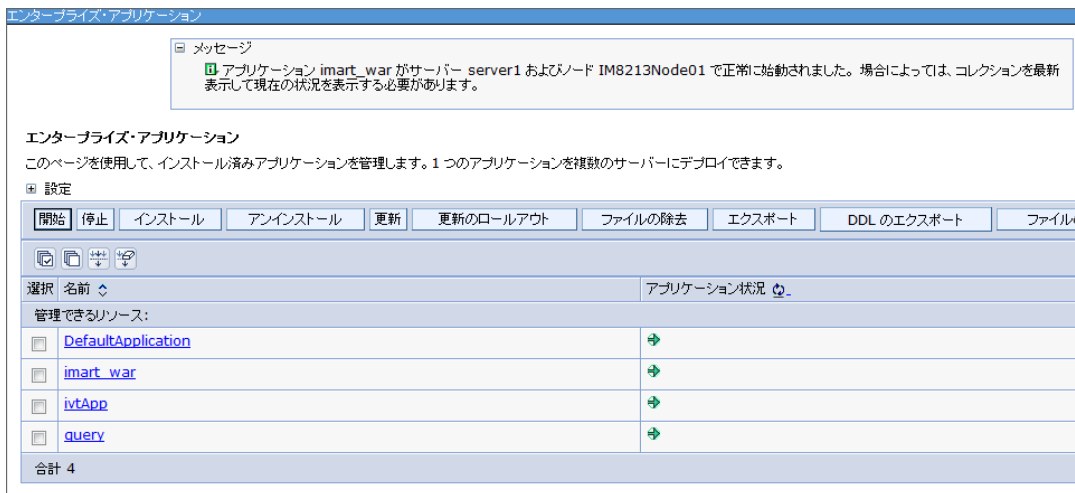 エンタープライズ・アプリケーション
メッセージ
アプリケーション imart_war がサーバー server1 およびノード IM8213Node01 で正常に始動されました。場合によっては、コレクションを最新
表示して現在の状況を表示する必要があります。
エンタープライズ・アプリケーション
このページを使用して、インストール済みアプリケーションを管理します。1 つのアプリケーションを複数のサーバーにデプロイできます。
設定
開始 停止 インストール アンインストール 更新 更新のロールアウト ファイルの除去 エクスポート DDL のエクスポート ファイル
選択 名前 アプリケーション状況
管理できるリソース:
DefaultApplication
imart_war
ivtApp
query
合計 4